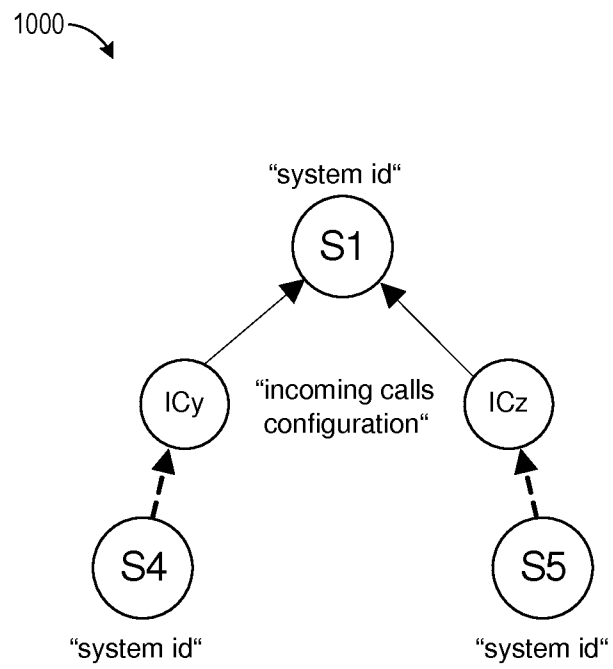 1000
“system id“
S1
ICy
“incoming calls
configuration“
ICz
S4
S5
“system id“
“system id“